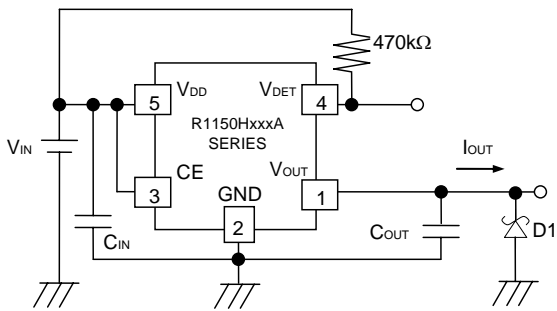 470kΩ
VDD
VDET
5
4
R1150HxxxA
SERIES
VIN
CE
VOUT
IOUT
3
GND
1
2
CIN
COUT
D1